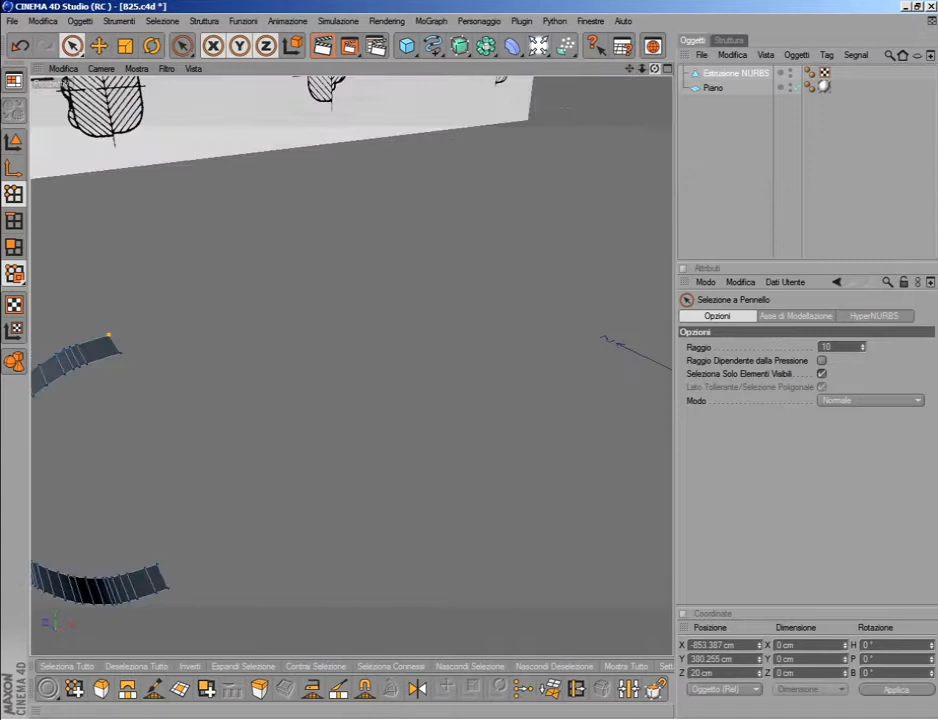 CINEMA 4D Studio (RC) - [B25.c4d *]
File Modifica Oggetti Strumenti Selezione Struttura Funzioni Animazione Simulazione Rendering MoGraph Personaggio Plugin Python Finestre Aiuto
X Y Z
Modifica Camere Mostra Filtro Vista
Oggetti Struttura
File Modifica Vista Oggetti Tag Segnal
Estrusione NURBS
Piano
Attributi
Modo Modifica Dati Utente
Selezione a Pennello
Opzioni Asse di Modellazione HyperNURBS
Opzioni
Raggio 10
Raggio Dipendente dalla Pressione
Seleziona Solo Elementi Visibili
Lato Tollerante/Selezione Poligonale
Modo Normale
Coordinate
Posizione Dimensione Rotazione
X -853.387 cm X 0 cm H 0 °
Y 380.255 cm Y 0 cm P 0 °
Z 20 cm Z 0 cm B 0 °
Oggetto (Rel) Dimensione Applica
Seleziona Tutto Deseleziona Tutto Inverti Espandi Selezione Contrai Selezione Seleziona Connessi Nascondi Selezione Nascondi Deselezione Mostra Tutto Set
MAXON
CINEMA 4D